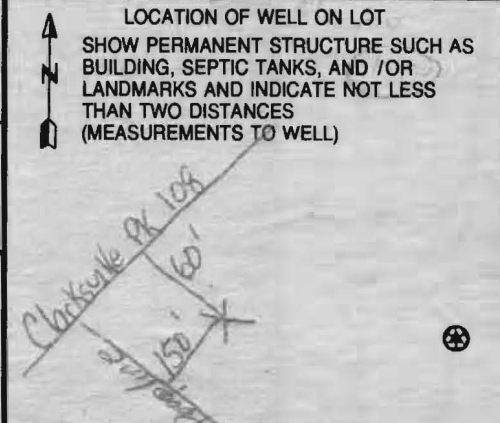 LOCATION OF WELL ON LOT
SHOW PERMANENT STRUCTURE SUCH AS
N
BUILDING, SEPTIC TANKS, AND /OR
LANDMARKS AND INDICATE NOT LESS
THAN TWO DISTANCES
(MEASUREMENTS TO WELL)
Clarksville PK 108
60'
150'
line